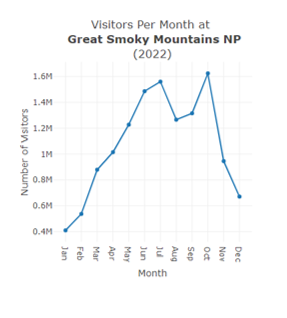 Visitors Per Month at
Great Smoky Mountains NP
(2022)
1.6M
1.4M
1.2M
1M
0.8M
0.6M
0.4M
Number of Visitors
Jan
Feb
Mar
Apr
May
Jun
Jul
Aug
Sep
Oct
Nov
Dec
Month